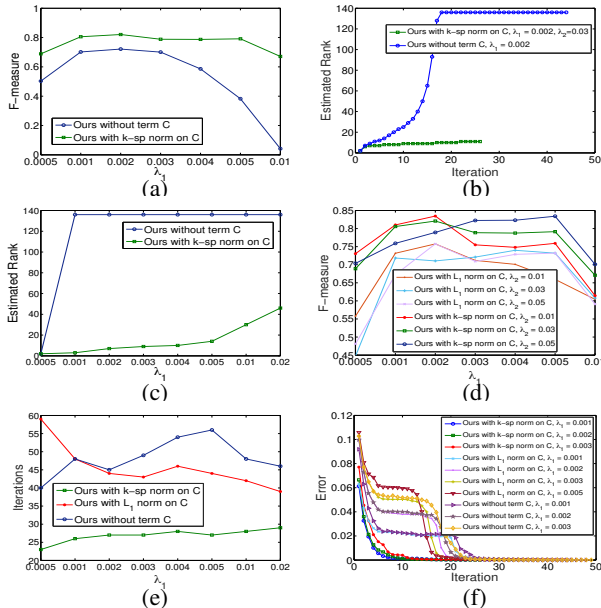 F-measure
1
0.8
0.6
0.4
0.2
0
Ours without term C
Ours with k-sp norm on C
0.0005 0.001 0.002 0.003 0.004 0.005 0.01
λ1
(a)
Estimated Rank
140
120
100
80
60
40
20
0
Ours with k-sp norm on C, λ1 = 0.002, λ2=0.03
Ours without term C, λ1 = 0.002
0 10 20 30 40 50
Iteration
(b)
Estimated Rank
140
120
100
80
60
40
20
0
Ours without term C
Ours with k-sp norm on C
0.0005 0.001 0.002 0.003 0.004 0.005 0.01 0.02
λ1
(c)
F-measure
0.85
0.8
0.75
0.7
0.65
0.6
0.55
0.5
0.45
Ours with L1 norm on C, λ2 = 0.01
Ours with L1 norm on C, λ2 = 0.03
Ours with L1 norm on C, λ2 = 0.05
Ours with k-sp norm on C, λ2 = 0.01
Ours with k-sp norm on C, λ2 = 0.03
Ours with k-sp norm on C, λ2 = 0.05
0.0005 0.001 0.002 0.003 0.004 0.005 0.01
λ1
(d)
Iterations
60
50
40
30
20
Ours with k-sp norm on C
Ours with L1 norm on C
Ours without term C
0.0005 0.001 0.002 0.003 0.004 0.005 0.01 0.02
λ1
(e)
Error
0.12
0.1
0.08
0.06
0.04
0.02
0
Ours with k-sp norm on C, λ1 = 0.001
Ours with k-sp norm on C, λ1 = 0.002
Ours with k-sp norm on C, λ1 = 0.003
Ours with L1 norm on C, λ1 = 0.001
Ours with L1 norm on C, λ1 = 0.002
Ours with L1 norm on C, λ1 = 0.003
Ours with L1 norm on C, λ1 = 0.005
Ours without term C, λ1 = 0.001
Ours without term C, λ1 = 0.002
Ours without term C, λ1 = 0.003
0 10 20 30 40 50
Iteration
(f)